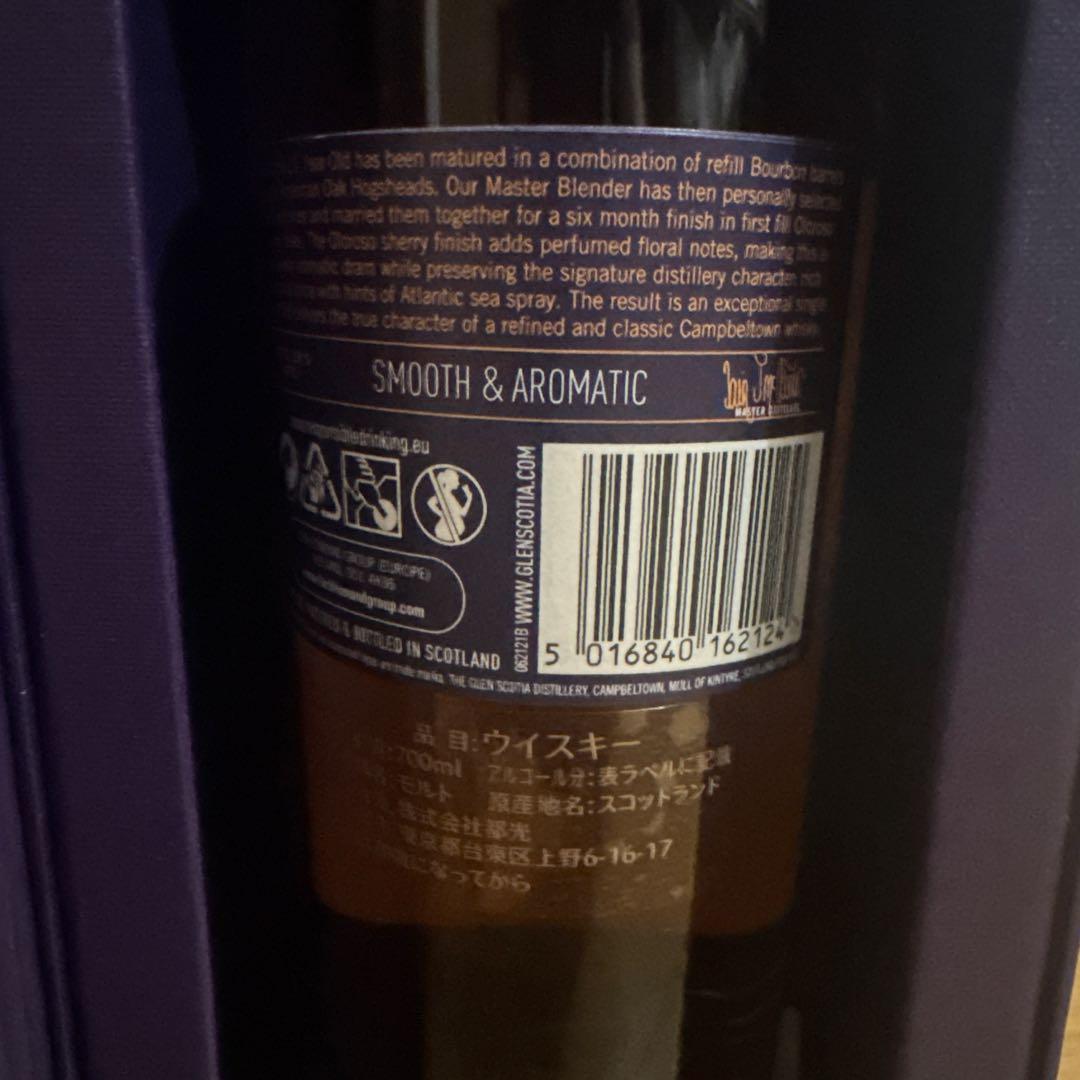 Year Old has been matured in a combination of refill Bourbon barrels
Oak Hogsheads. Our Master Blender has then personally selected
and married them together for a six month finish in first fill Oloroso
The Oloroso sherry finish adds perfumed floral notes, making this
dram while preserving the signature distillery character, rich
with hints of Atlantic sea spray. The result is an exceptional single
the true character of a refined and classic Campbeltown whisky.
SMOOTH & AROMATIC
MASTER
drinking.eu
GROUP (EUROPE)
& BOTTLED IN SCOTLAND
062121B WWW.GLENSCOTIA.COM
5 016840 162124
THE GLEN SCOTIA DISTILLERY, CAMPBELTOWN, MULL OF KINTYRE,
品 目:ウイスキー
:700ml アルコール分:表ラベルに記載
モルト 原産地名:スコットランド
株式会社都光
東京都台東区上野6-16-17
になってから